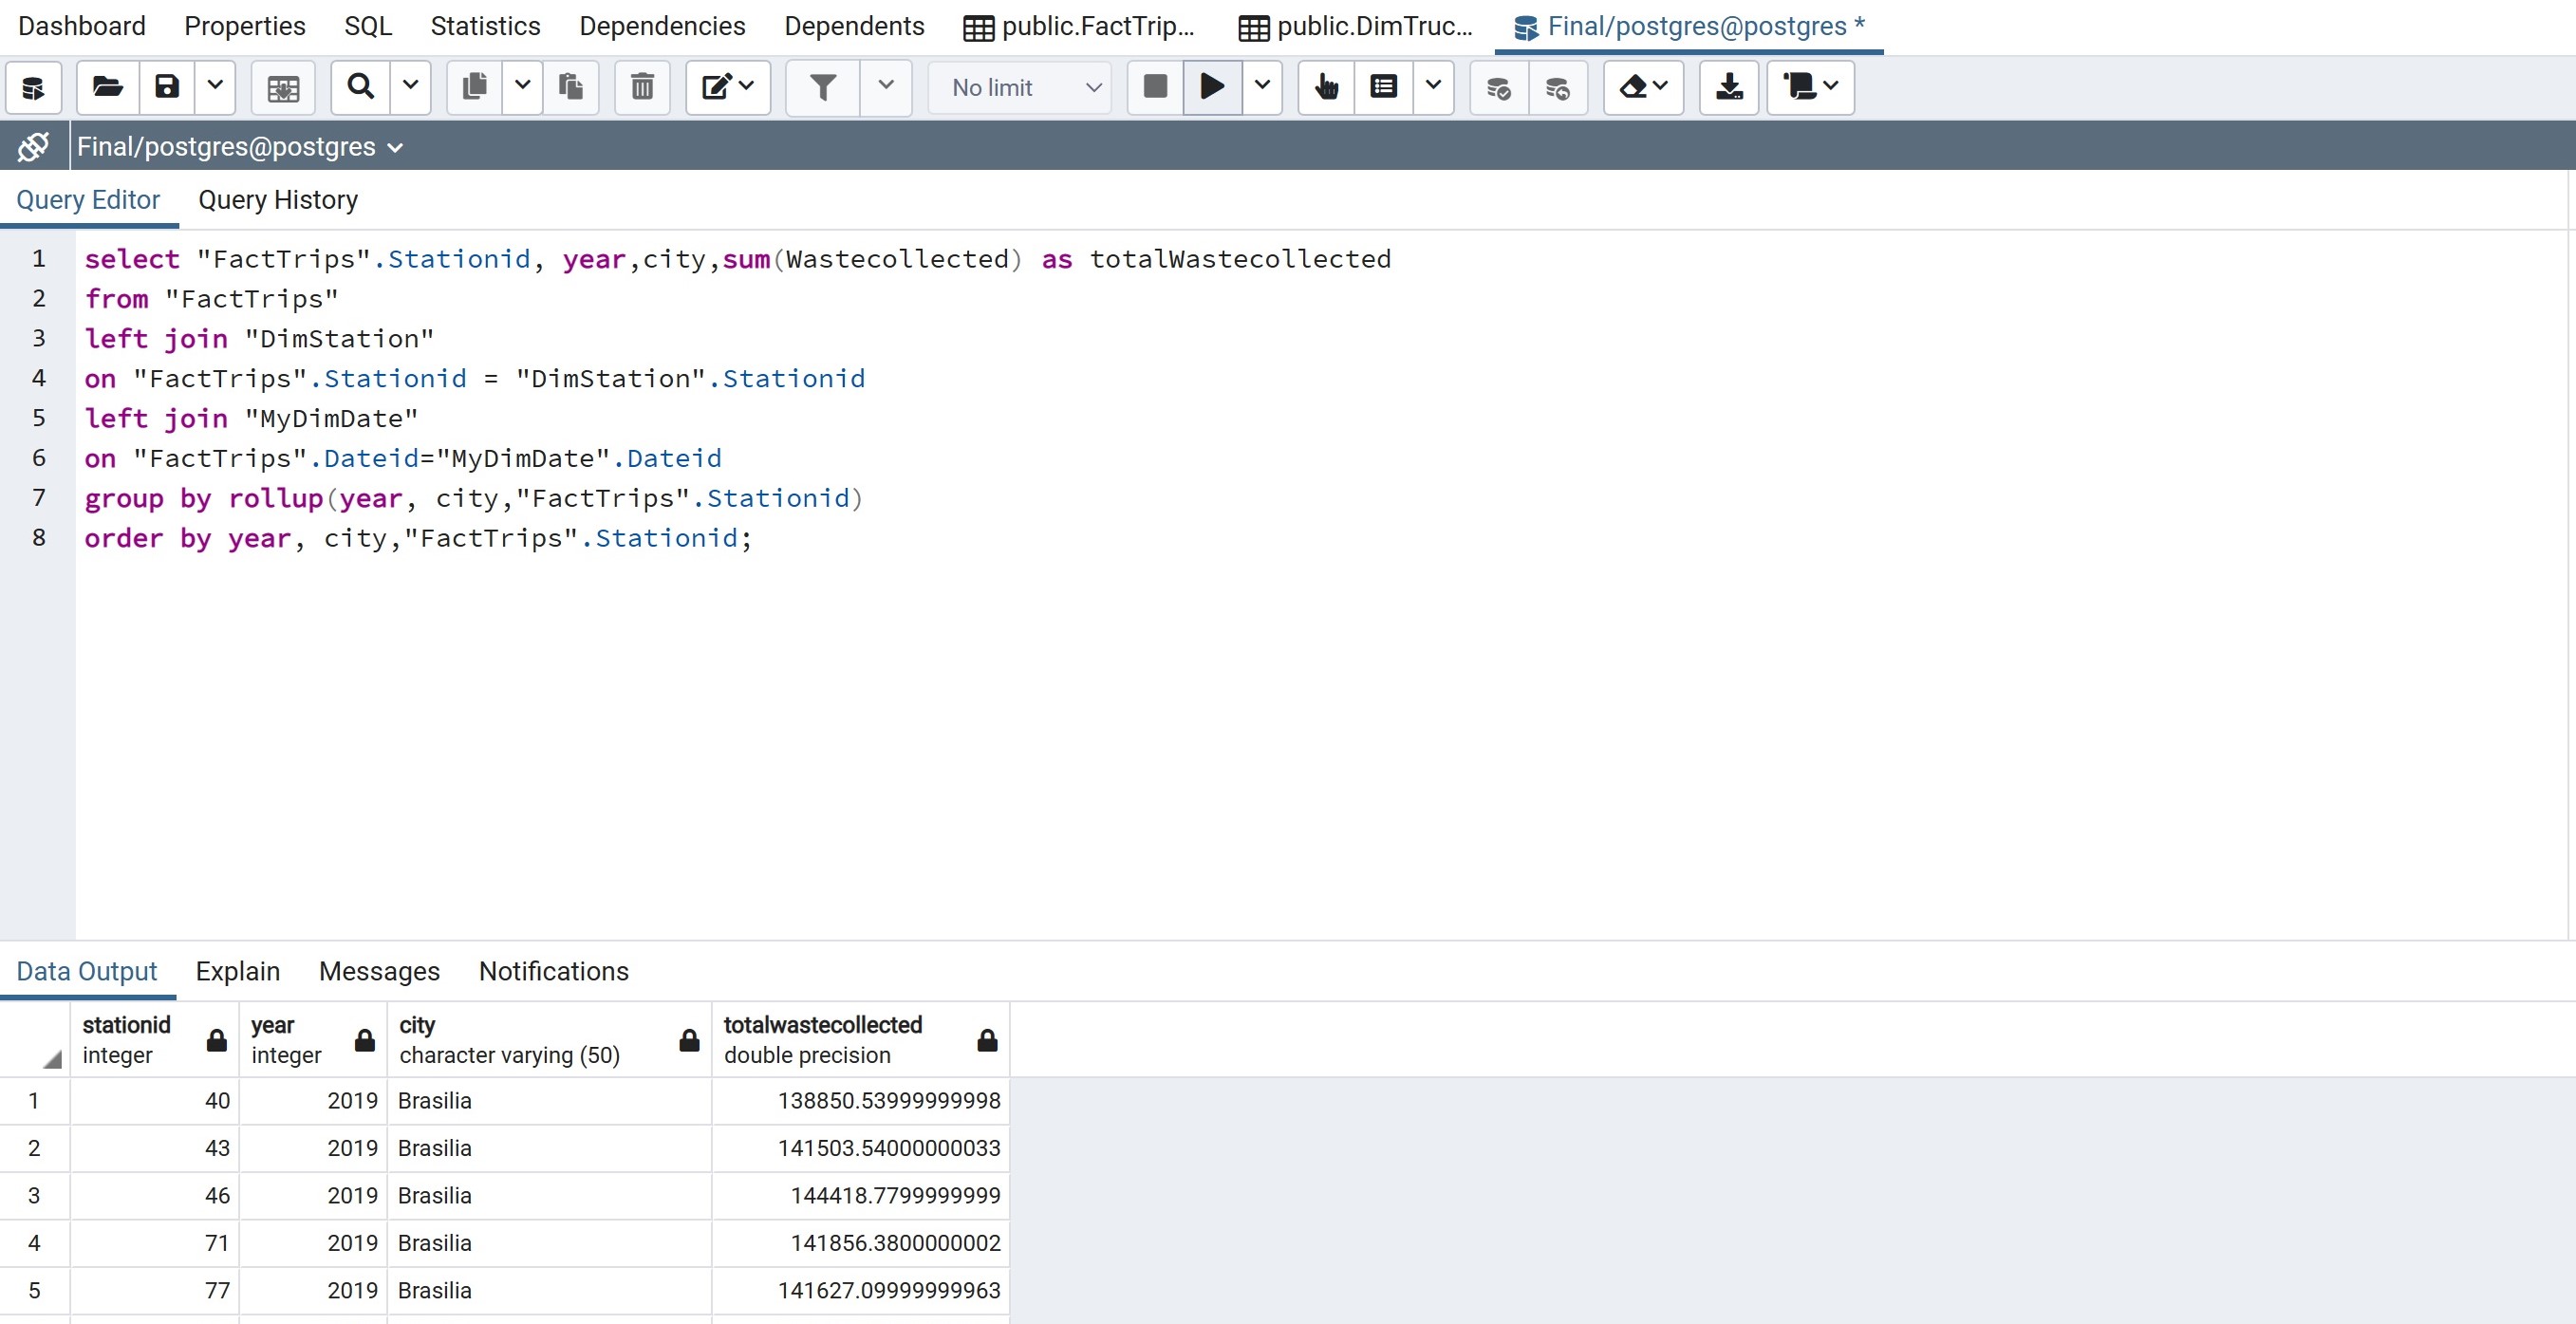 Dashboard Properties SQL Statistics Dependencies Dependents public.FactTrip... public.DimTruc... Final/postgres@postgres *
No limit
Final/postgres@postgres
Query Editor Query History
1 select "FactTrips".Stationid, year,city,sum(Wastecollected) as totalWastecollected
2 from "FactTrips"
3 left join "DimStation"
4 on "FactTrips".Stationid = "DimStation".Stationid
5 left join "MyDimDate"
6 on "FactTrips".Dateid="MyDimDate".Dateid
7 group by rollup(year, city,"FactTrips".Stationid)
8 order by year, city,"FactTrips".Stationid;
Data Output Explain Messages Notifications
stationid year city totalwastecollected
integer integer character varying (50) double precision
1 40 2019 Brasilia 138850.53999999998
2 43 2019 Brasilia 141503.54000000033
3 46 2019 Brasilia 144418.7799999999
4 71 2019 Brasilia 141856.3800000002
5 77 2019 Brasilia 141627.09999999963